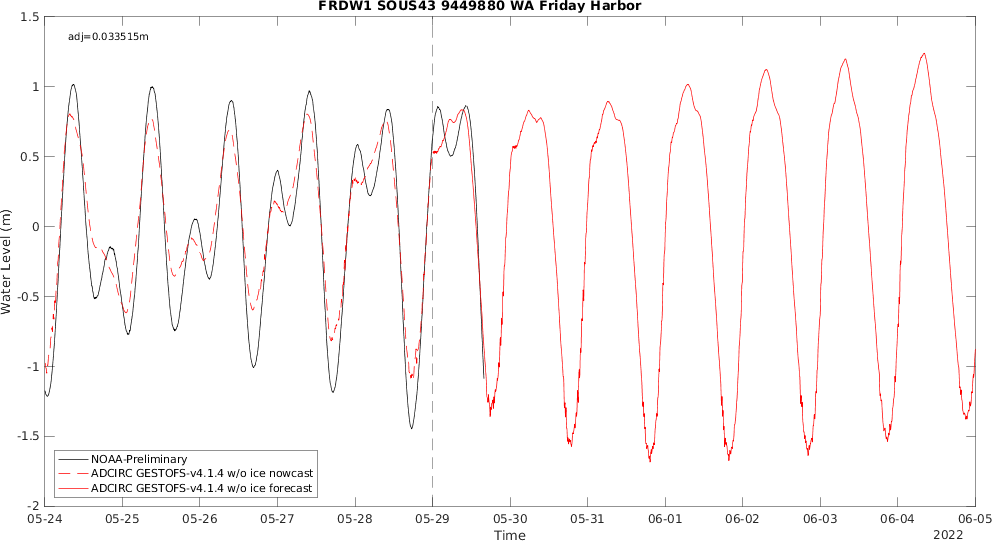 FRDW1 SOUS43 9449880 WA Friday Harbor
adj=0.033515m
1.5
1
0.5
0
-0.5
-1
-1.5
-2
Water Level (m)
NOAA-Preliminary
ADCIRC GESTOFS-v4.1.4 w/o ice nowcast
ADCIRC GESTOFS-v4.1.4 w/o ice forecast
05-24 05-25 05-26 05-27 05-28 05-29 05-30 05-31 06-01 06-02 06-03 06-04 06-05
Time
2022